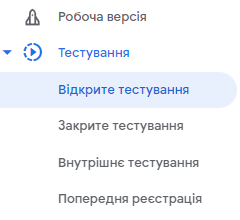 Робоча версія
Тестування
Відкрите тестування
Закрите тестування
Внутрішнє тестування
Попередня реєстрація